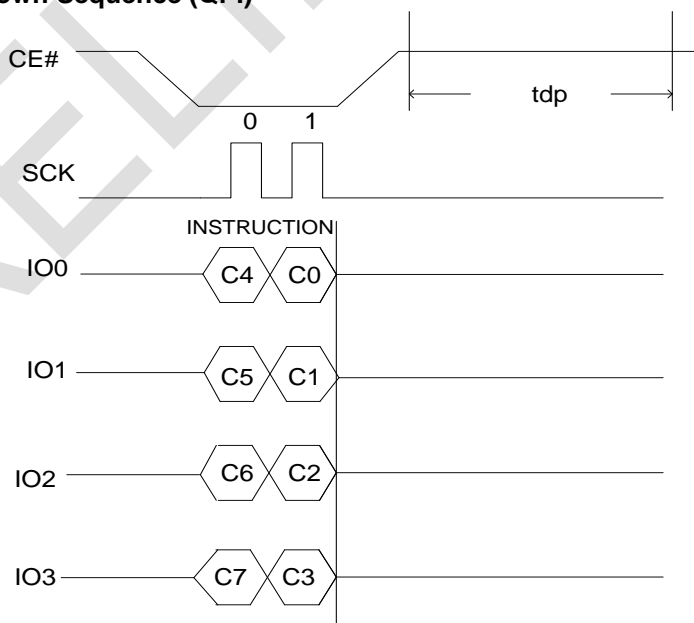 own Sequence (QPI)
CE#
tdp
0 1
SCK
INSTRUCTION
IO0 C4 C0
IO1 C5 C1
IO2 C6 C2
IO3 C7 C3